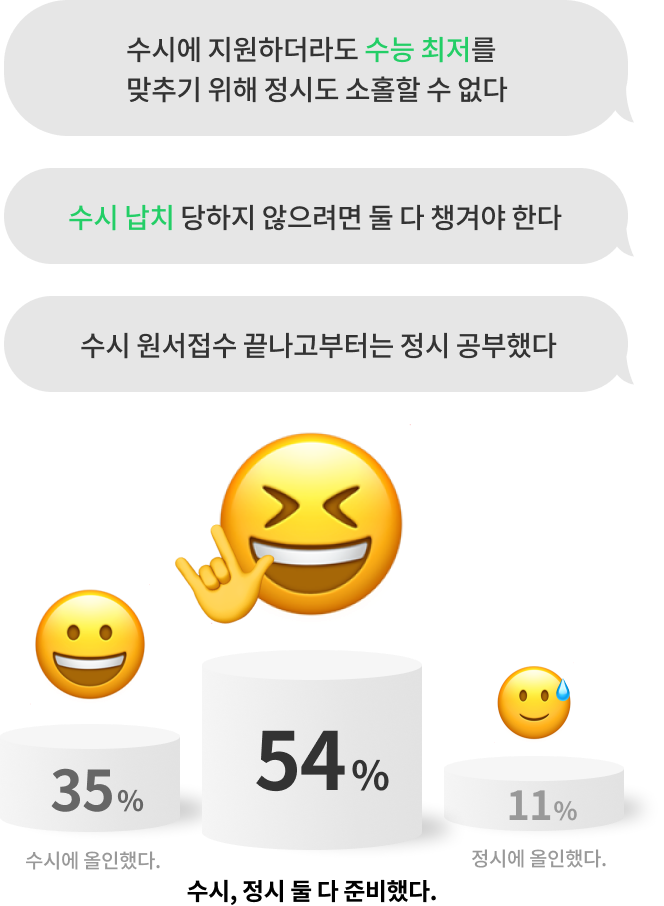 수시에 지원하더라도 수능 최저를
맞추기 위해 정시도 소홀할 수 없다
수시 납치 당하지 않으려면 둘 다 챙겨야 한다
수시 원서접수 끝나고부터는 정시 공부했다
35%
수시에 올인했다.
54%
수시, 정시 둘 다 준비했다.
11%
정시에 올인했다.